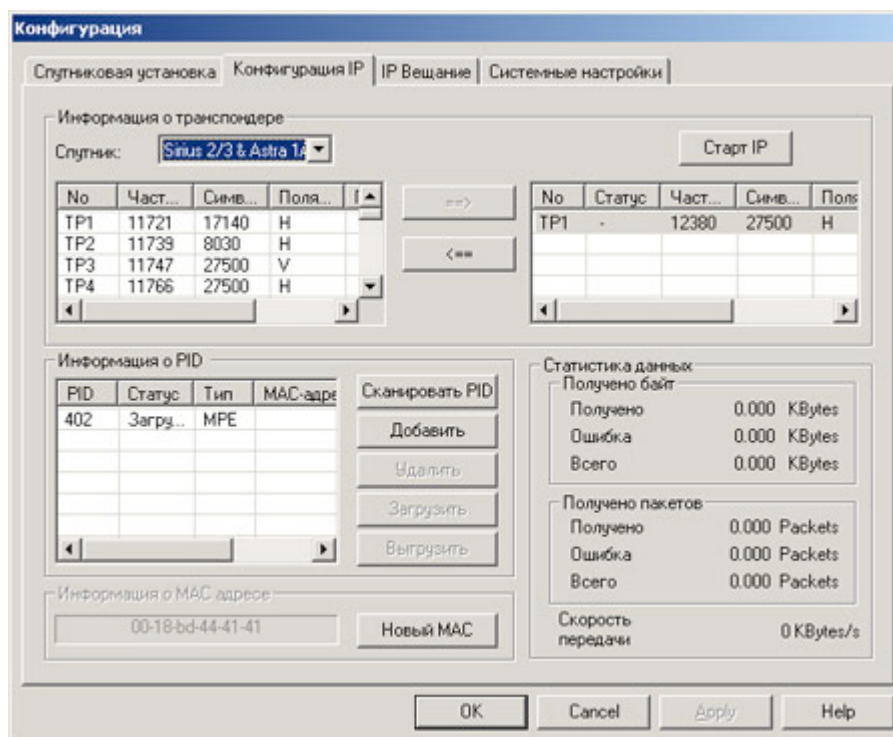 Конфигурация
Спутниковая установка Конфигурация IP IP Вещание Системные настройки
Информация о транспондере
Спутник: Sirius 2/3 & Astra 1A Старт IP
No Част... Симв... Поля... ==> No Статус Част... Симв... Поля
TP1 11721 17140 H TP1 - 12380 27500 H
TP2 11739 8030 H
TP3 11747 27500 V <==
TP4 11766 27500 H
Информация о PID Статистика данных
PID Статус Тип MAC-адре Сканировать PID Получено байт
402 Загру... MPE Получено 0.000 KBytes
Добавить Ошибка 0.000 KBytes
Удалить Всего 0.000 KBytes
Загрузить Получено пакетов
Получено 0.000 Packets
Выгрузить Ошибка 0.000 Packets
Всего 0.000 Packets
Информация о MAC адресе
00-18-bd-44-41-41 Новый MAC Скорость передачи 0 KBytes/s
OK Cancel Apply Help